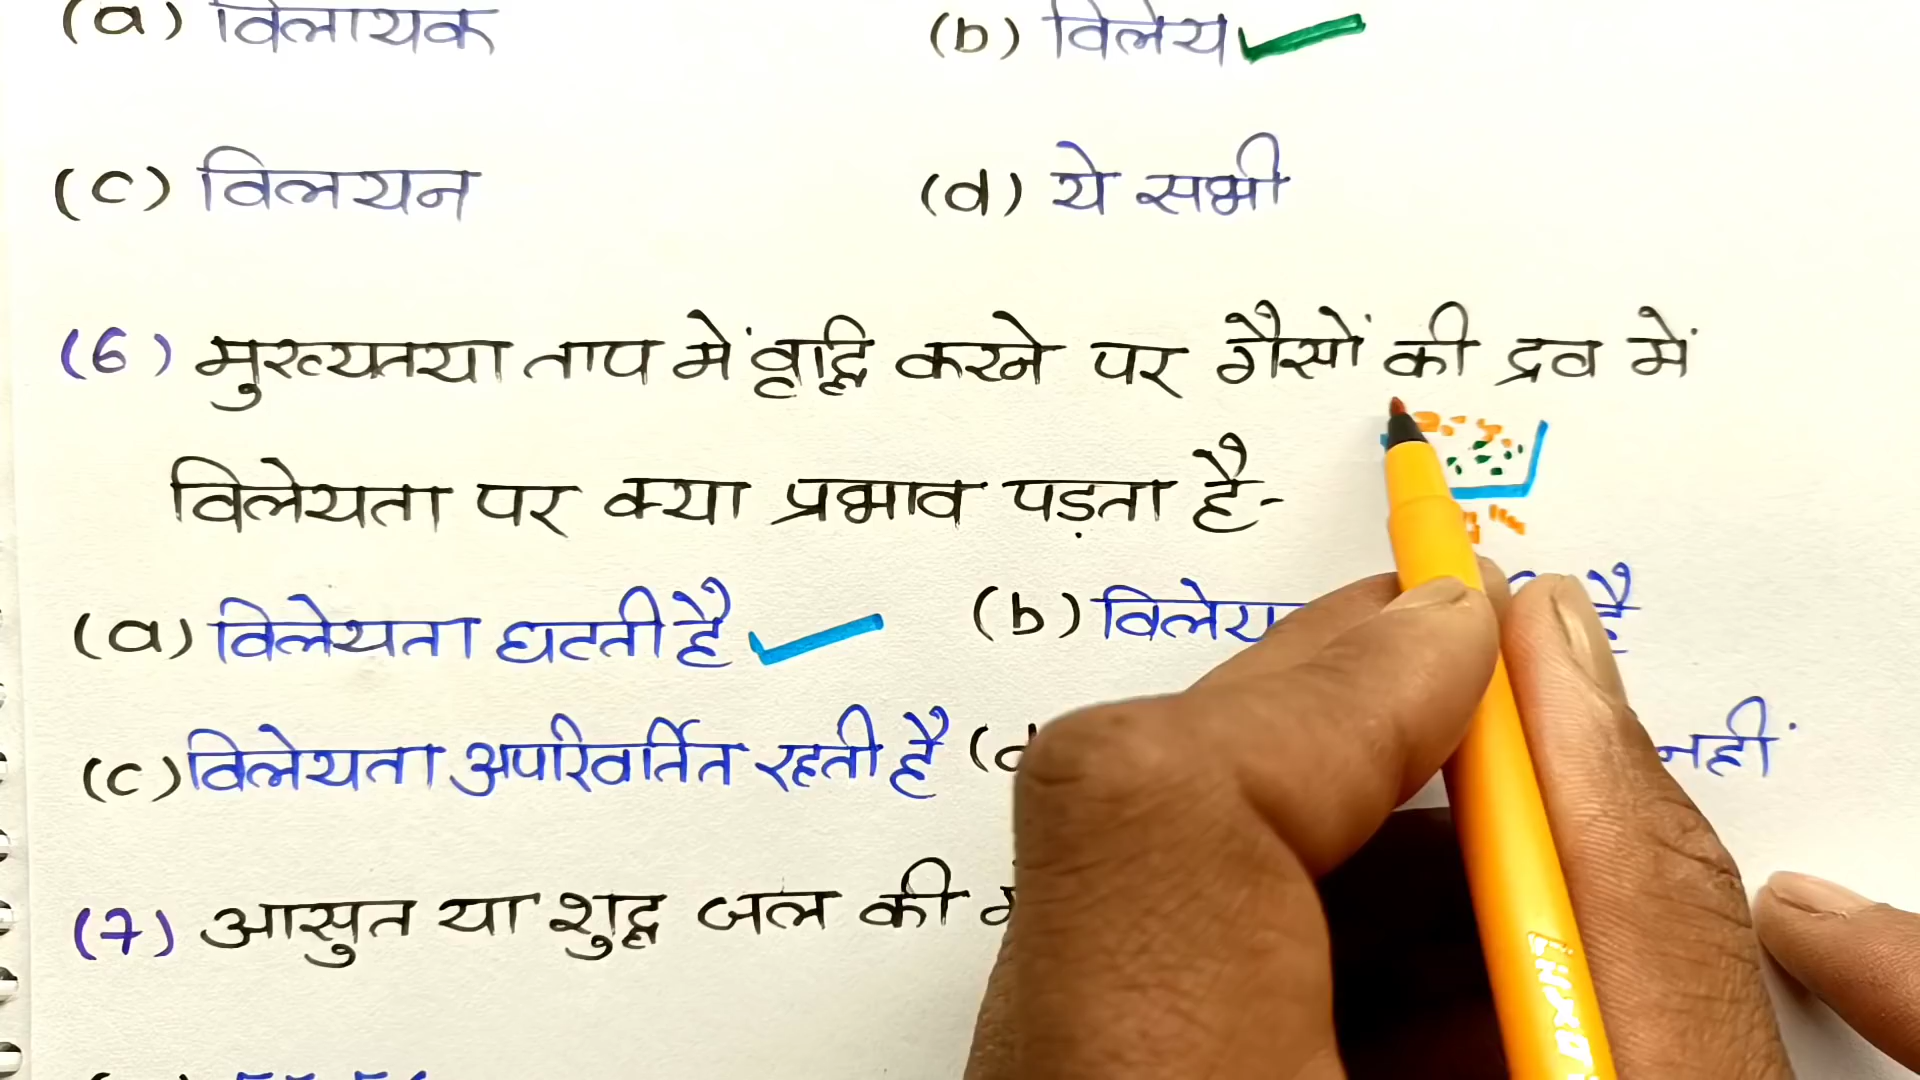 (a) विलायक (b) विलेय
(c) विलयन (d) ये सभी
(6) मुख्यतया ताप में वृद्धि करने पर गैसों की द्रव में
विलेयता पर क्या प्रभाव पड़ता है-
(a) विलेयता घटती है (b) है
(c) विलेयता अपरिवर्तित रहती है (d नहीं
(7) आसुत या शुद्ध जल की